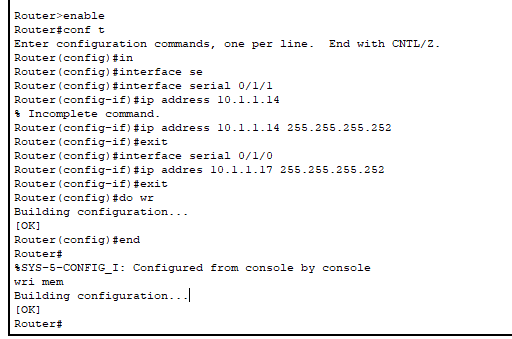 Router>enable
Router#conf t
Enter configuration commands, one per line.  End with CNTL/Z.
Router(config)#in
Router(config)#interface se
Router(config)#interface serial 0/1/1
Router(config-if)#ip address 10.1.1.14
% Incomplete command.
Router(config-if)#ip address 10.1.1.14 255.255.255.252
Router(config-if)#exit
Router(config)#interface serial 0/1/0
Router(config-if)#ip addres 10.1.1.17 255.255.255.252
Router(config-if)#exit
Router(config)#do wr
Building configuration...
[OK]
Router(config)#end
Router#
%SYS-5-CONFIG_I: Configured from console by console
wri mem
Building configuration...
[OK]
Router#